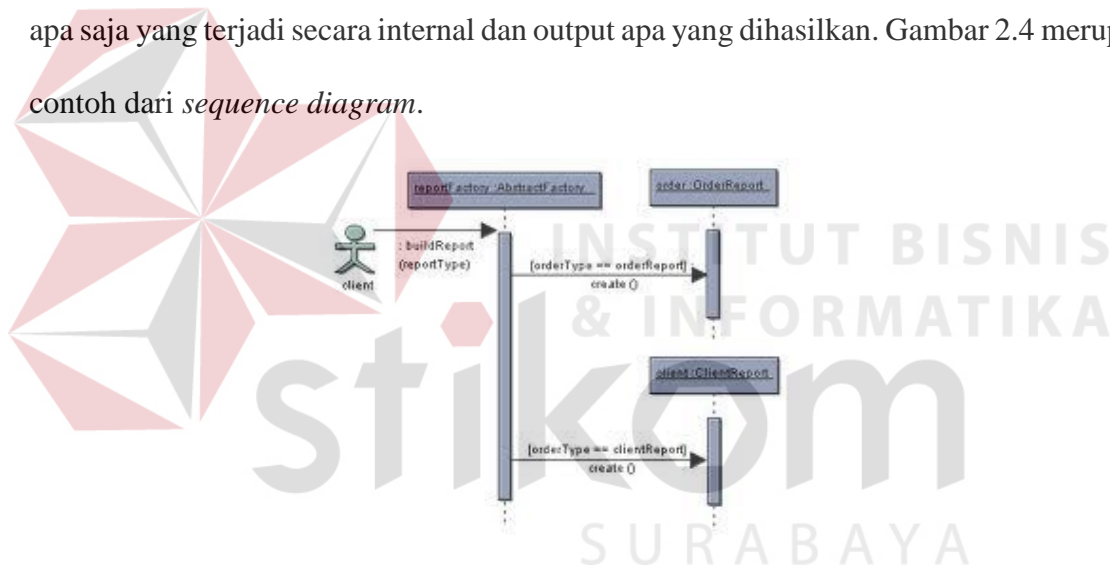 apa saja yang terjadi secara internal dan output apa yang dihasilkan. Gambar 2.4 merup
contoh dari sequence diagram.
reportFactory :AbstractFactory
order :OrderReport
INSTITUT BISNIS
: buildReport
(reportType)
[orderType == orderReport] :
create ()
client
& INFORMATIKA
stikom
client :ClientReport
[orderType == clientReport]
create ()
SURABAYA